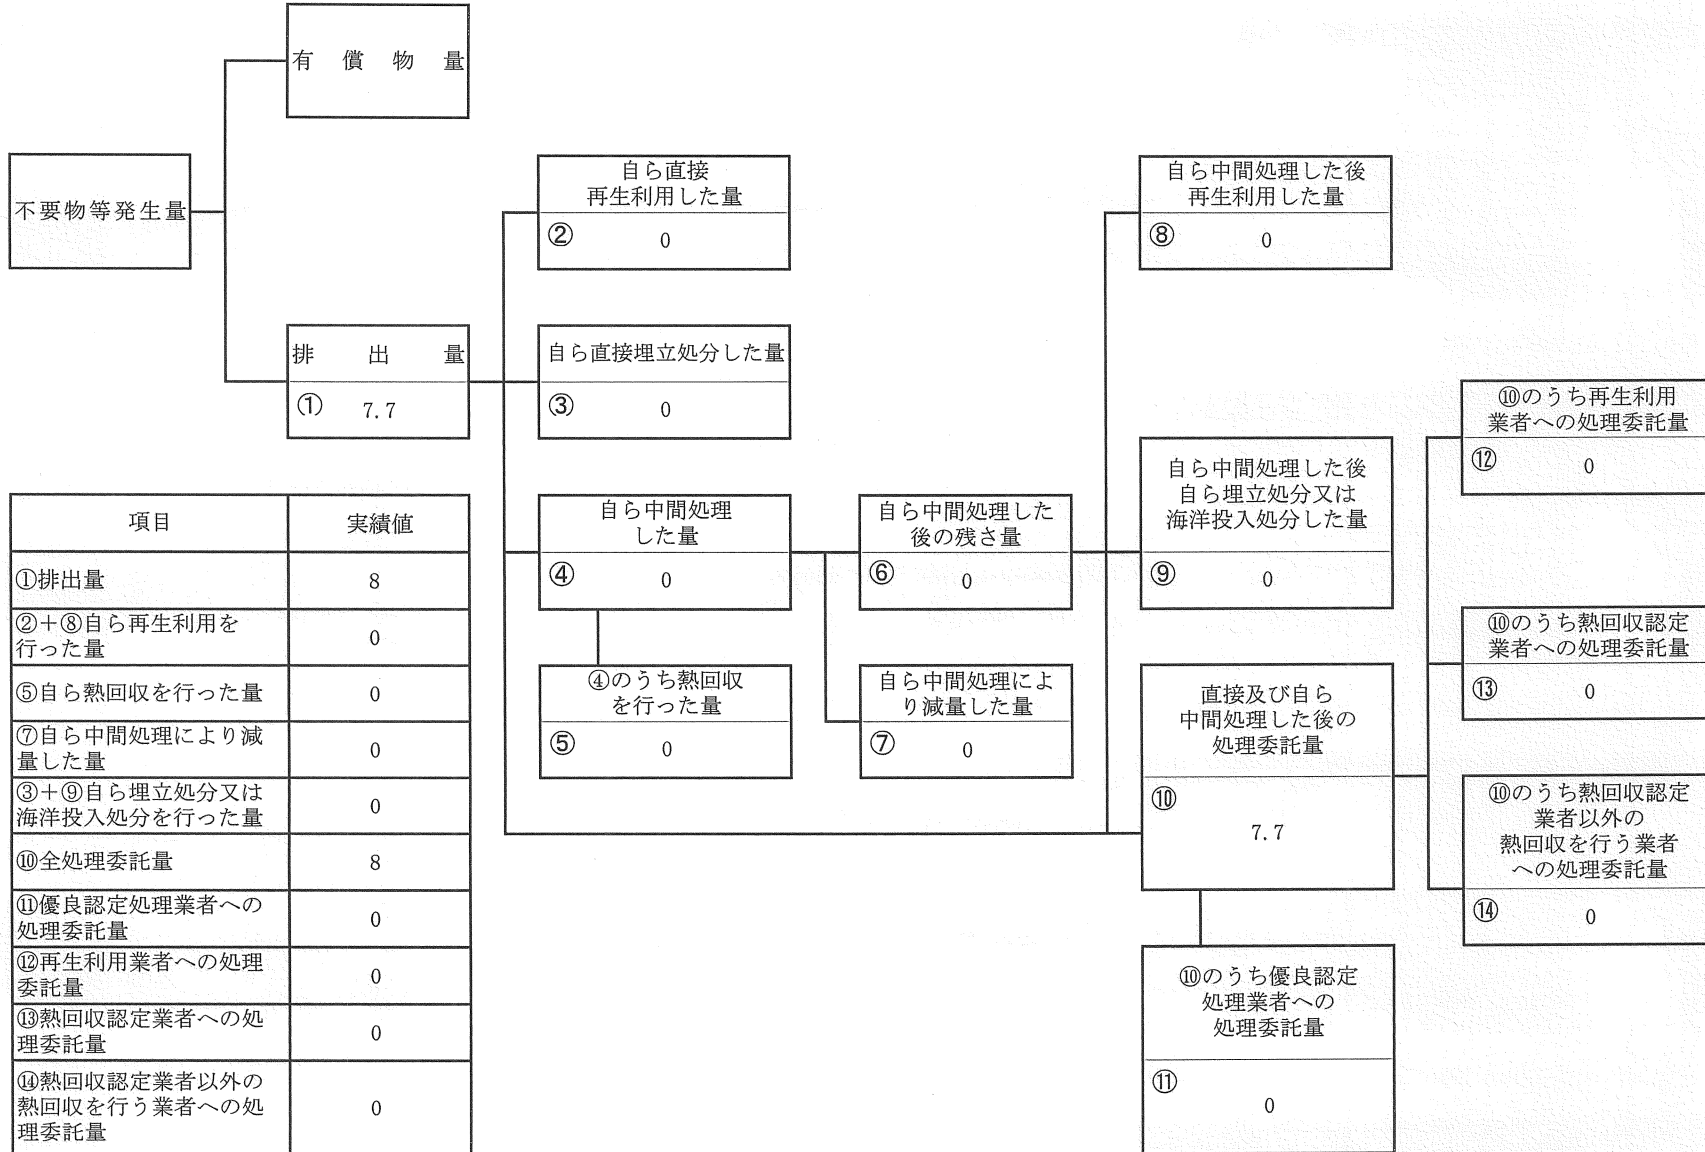 有償物量
不要物等発生量
排出量
① 7.7
自ら直接
再生利用した量
② 0
自ら直接埋立処分した量
③ 0
自ら中間処理
した量
④ 0
④のうち熱回収
を行った量
⑤ 0
自ら中間処理した
後の残さ量
⑥ 0
自ら中間処理によ
り減量した量
⑦ 0
自ら中間処理した後
再生利用した量
⑧ 0
自ら中間処理した後
自ら埋立処分又は
海洋投入処分した量
⑨ 0
直接及び自ら
中間処理した後の
処理委託量
⑩ 7.7
⑩のうち優良認定
処理業者への
処理委託量
⑪ 0
⑩のうち再生利用
業者への処理委託量
⑫ 0
⑩のうち熱回収認定
業者への処理委託量
⑬ 0
⑩のうち熱回収認定
業者以外の
熱回収を行う業者
への処理委託量
⑭ 0
項目 実績値
①排出量 8
②＋⑧自ら再生利用を
行った量 0
⑤自ら熱回収を行った量 0
⑦自ら中間処理により減
量した量 0
③＋⑨自ら埋立処分又は
海洋投入処分を行った量 0
⑩全処理委託量 8
⑪優良認定処理業者への
処理委託量 0
⑫再生利用業者への処理
委託量 0
⑬熱回収認定業者への処
理委託量 0
⑭熱回収認定業者以外の
熱回収を行う業者への処
理委託量 0